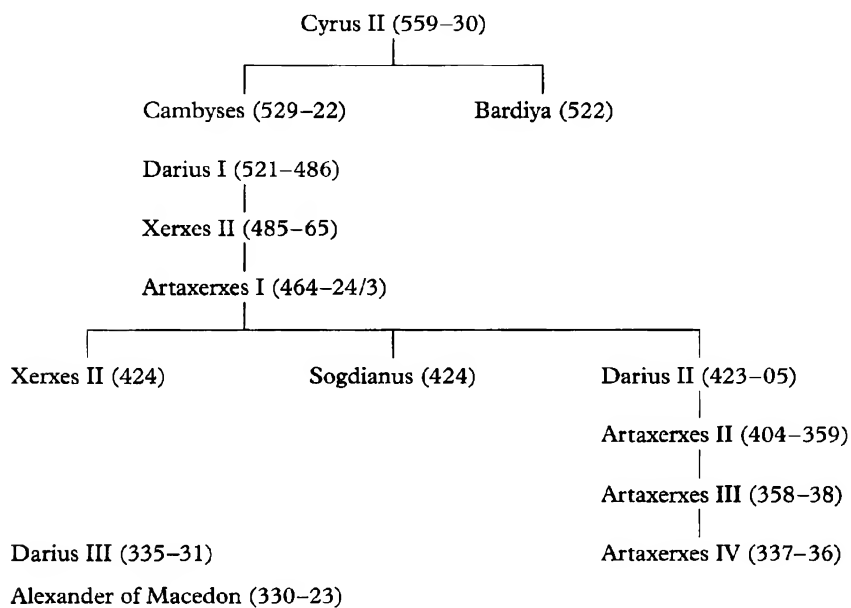 Cyrus II (559–30)
Cambyses (529–22) Bardiya (522)
Darius I (521–486)
Xerxes II (485–65)
Artaxerxes I (464–24/3)
Xerxes II (424) Sogdianus (424) Darius II (423–05)
Artaxerxes II (404–359)
Artaxerxes III (358–38)
Darius III (335–31) Artaxerxes IV (337–36)
Alexander of Macedon (330–23)